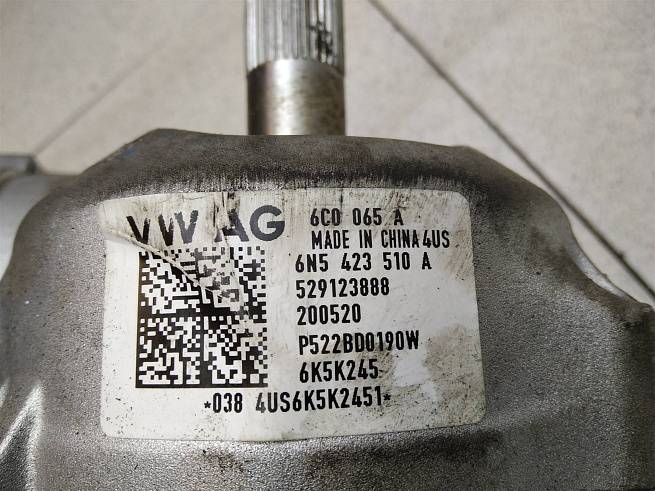 VW AG
6C0 065 A
MADE IN CHINA 4US
6N5 423 510 A
529123888
200520
P522BD0190W
6K5K245
*038 4US6K5K2451*